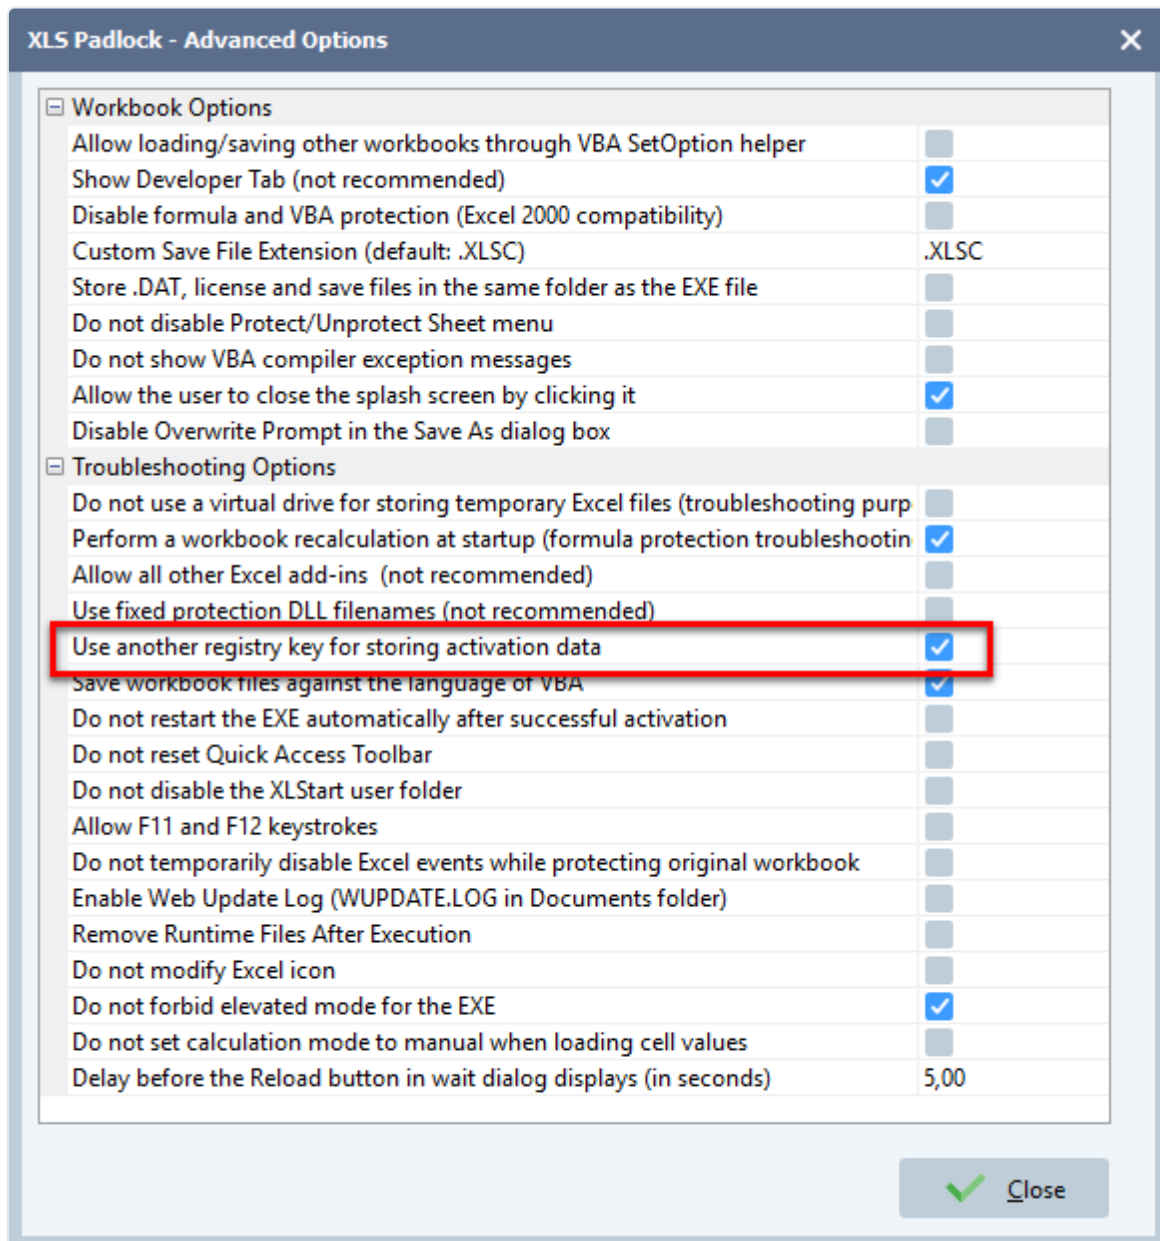 XLS Padlock - Advanced Options
Workbook Options
Allow loading/saving other workbooks through VBA SetOption helper
Show Developer Tab (not recommended)
Disable formula and VBA protection (Excel 2000 compatibility)
Custom Save File Extension (default: .XLSC) .XLSC
Store .DAT, license and save files in the same folder as the EXE file
Do not disable Protect/Unprotect Sheet menu
Do not show VBA compiler exception messages
Allow the user to close the splash screen by clicking it
Disable Overwrite Prompt in the Save As dialog box
Troubleshooting Options
Do not use a virtual drive for storing temporary Excel files (troubleshooting purp
Perform a workbook recalculation at startup (formula protection troubleshootin
Allow all other Excel add-ins (not recommended)
Use fixed protection DLL filenames (not recommended)
Use another registry key for storing activation data
Save workbook files against the language of VBA
Do not restart the EXE automatically after successful activation
Do not reset Quick Access Toolbar
Do not disable the XLStart user folder
Allow F11 and F12 keystrokes
Do not temporarily disable Excel events while protecting original workbook
Enable Web Update Log (WUPDATE.LOG in Documents folder)
Remove Runtime Files After Execution
Do not modify Excel icon
Do not forbid elevated mode for the EXE
Do not set calculation mode to manual when loading cell values
Delay before the Reload button in wait dialog displays (in seconds) 5,00
Close